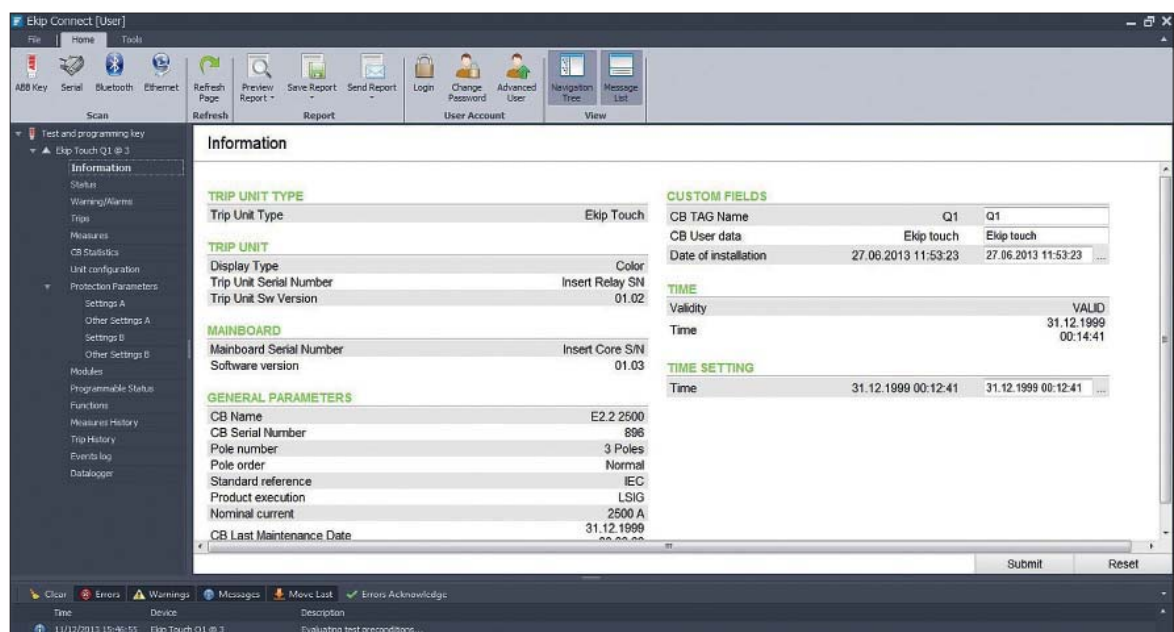 Ekip Connect [User]
File Home Tools
ABB Key Serial Bluetooth Ethernet
Refresh Page Preview Report Save Report Send Report
Login Change Password Advanced User
Navigation Tree Message List
Scan Refresh Report User Account View
Test and programming key
Ekip Touch Q1 @ 3
Information
Status
Warning/Alarms
Trips
Measures
CB Statistics
Unit configuration
Protection Parameters
Settings A
Other Settings A
Settings B
Other Settings B
Modules
Programmable Status
Functions
Measures History
Trip History
Events log
Datalogger
Information
TRIP UNIT TYPE
Trip Unit Type Ekip Touch
TRIP UNIT
Display Type Color
Trip Unit Serial Number Insert Relay SN
Trip Unit Sw Version 01.02
MAINBOARD
Mainboard Serial Number Insert Core S/N
Software version 01.03
GENERAL PARAMETERS
CB Name E2.2 2500
CB Serial Number 896
Pole number 3 Poles
Pole order Normal
Standard reference IEC
Product execution LSIG
Nominal current 2500 A
CB Last Maintenance Date 31.12.1999
CUSTOM FIELDS
CB TAG Name Q1 Q1
CB User data Ekip touch Ekip touch
Date of installation 27.06.2013 11:53:23 27.06.2013 11:53:23 ...
TIME
Validity VALID
Time 31.12.1999
00:14:41
TIME SETTING
Time 31.12.1999 00:12:41 31.12.1999 00:12:41 ...
Submit Reset
Clear Errors Warnings Messages Move Last Errors Acknowledge
Time Device Description
11/12/2013 15:46:55 Ekip Touch Q1 @ 3 Evaluating test preconditions...